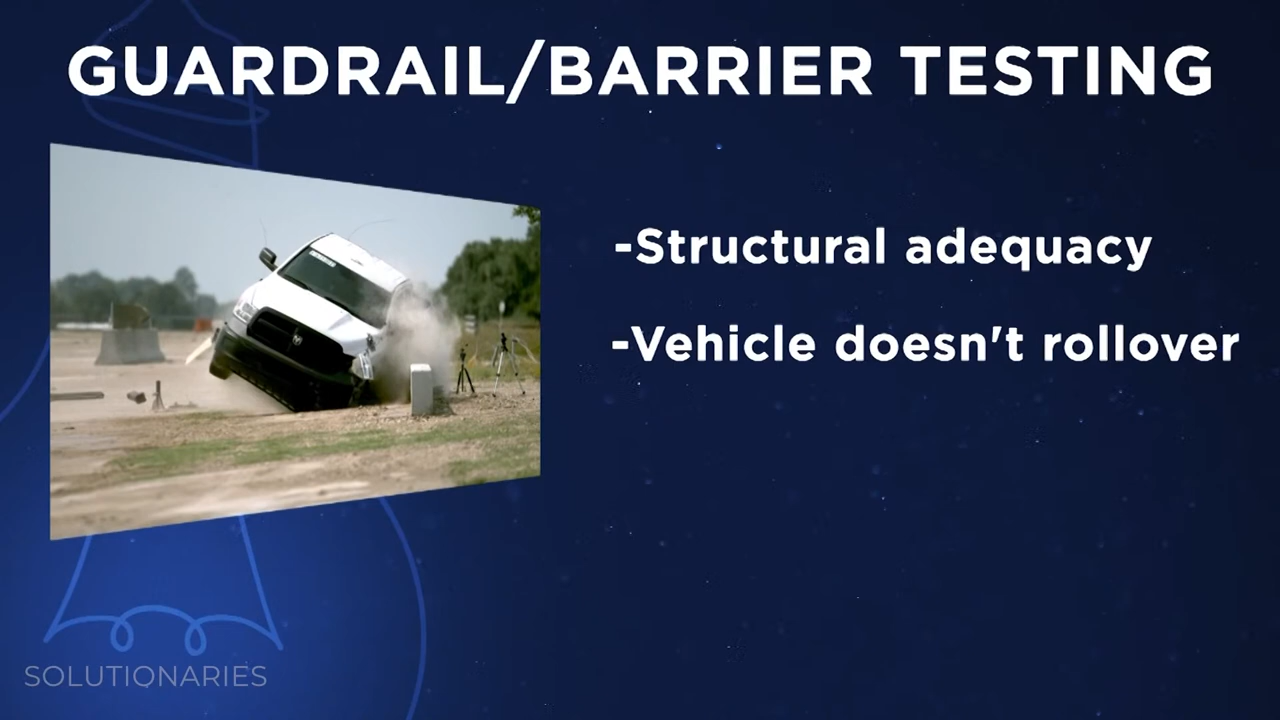 GUARDRAIL/BARRIER TESTING
-Structural adequacy
-Vehicle doesn't rollover
SOLUTIONARIES